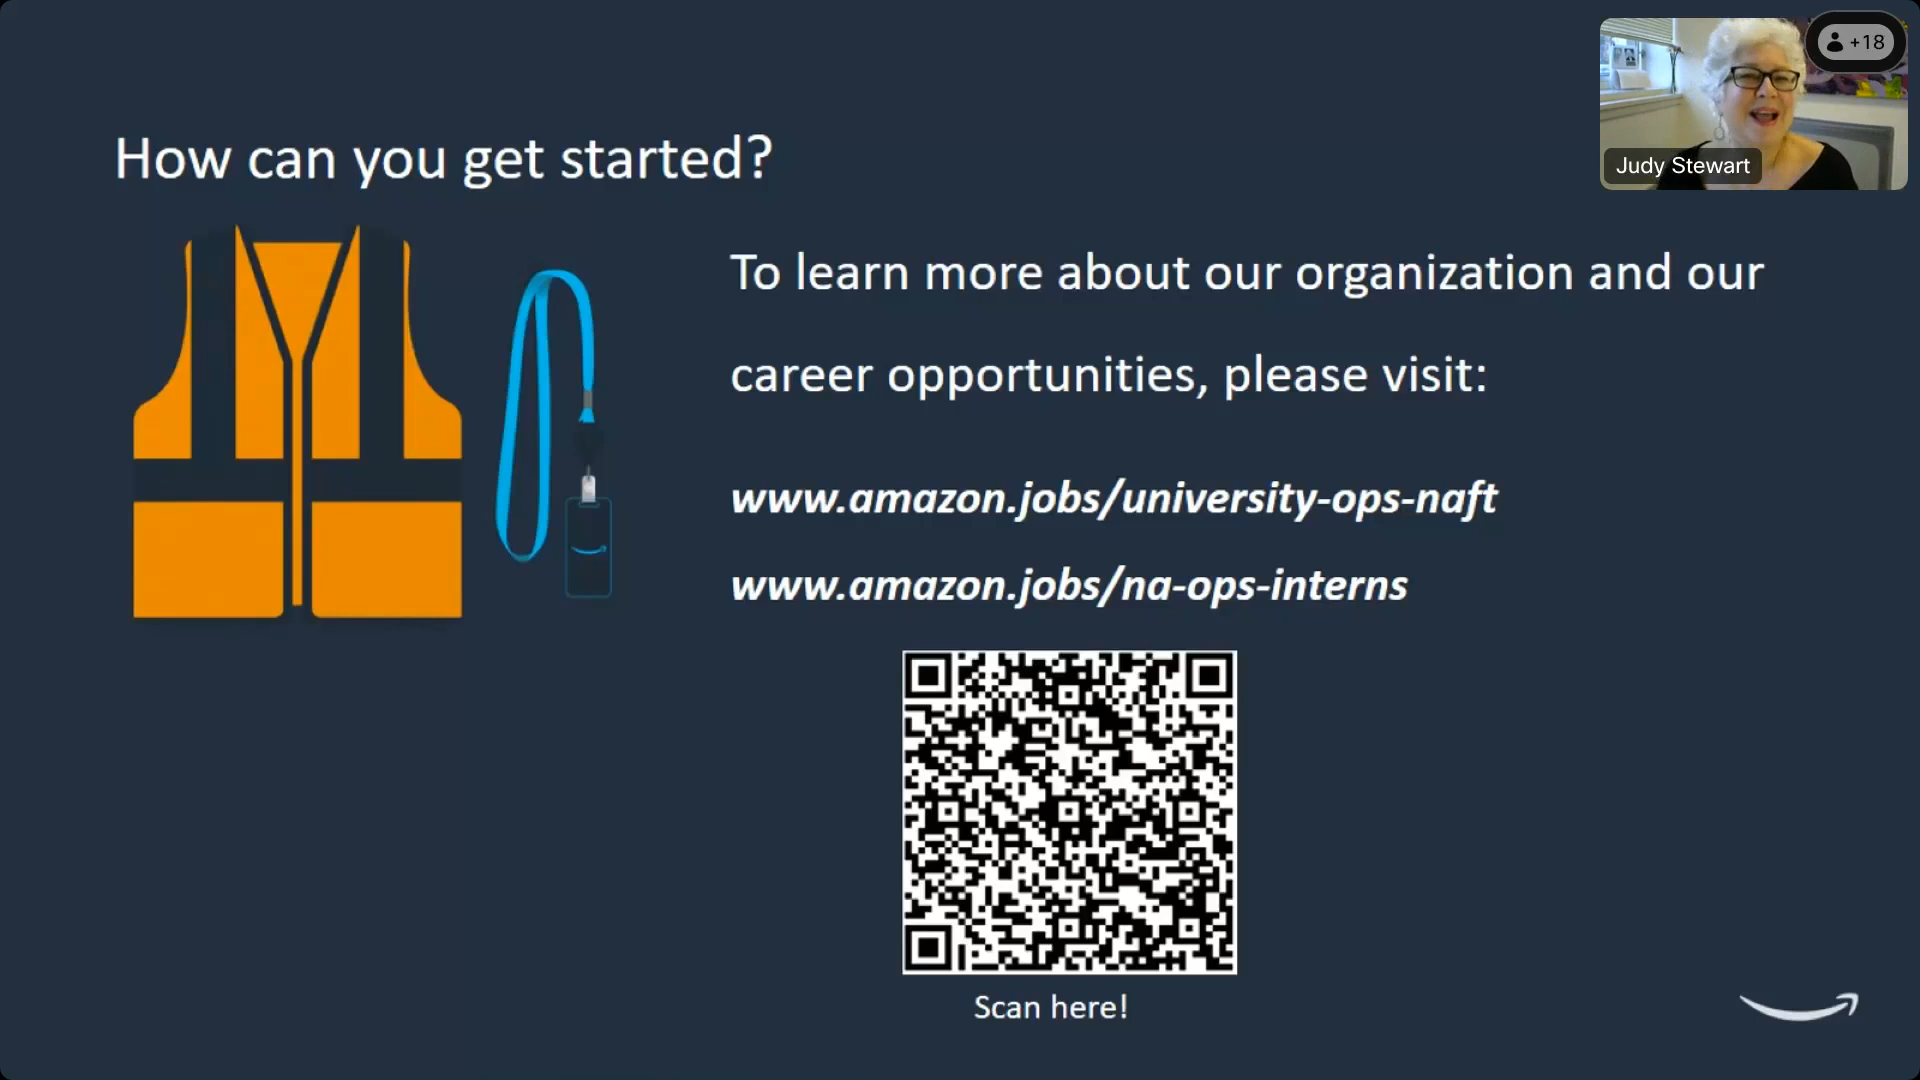 +18
Judy Stewart
How can you get started?
To learn more about our organization and our
career opportunities, please visit:
www.amazon.jobs/university-ops-naft
www.amazon.jobs/na-ops-interns
Scan here!